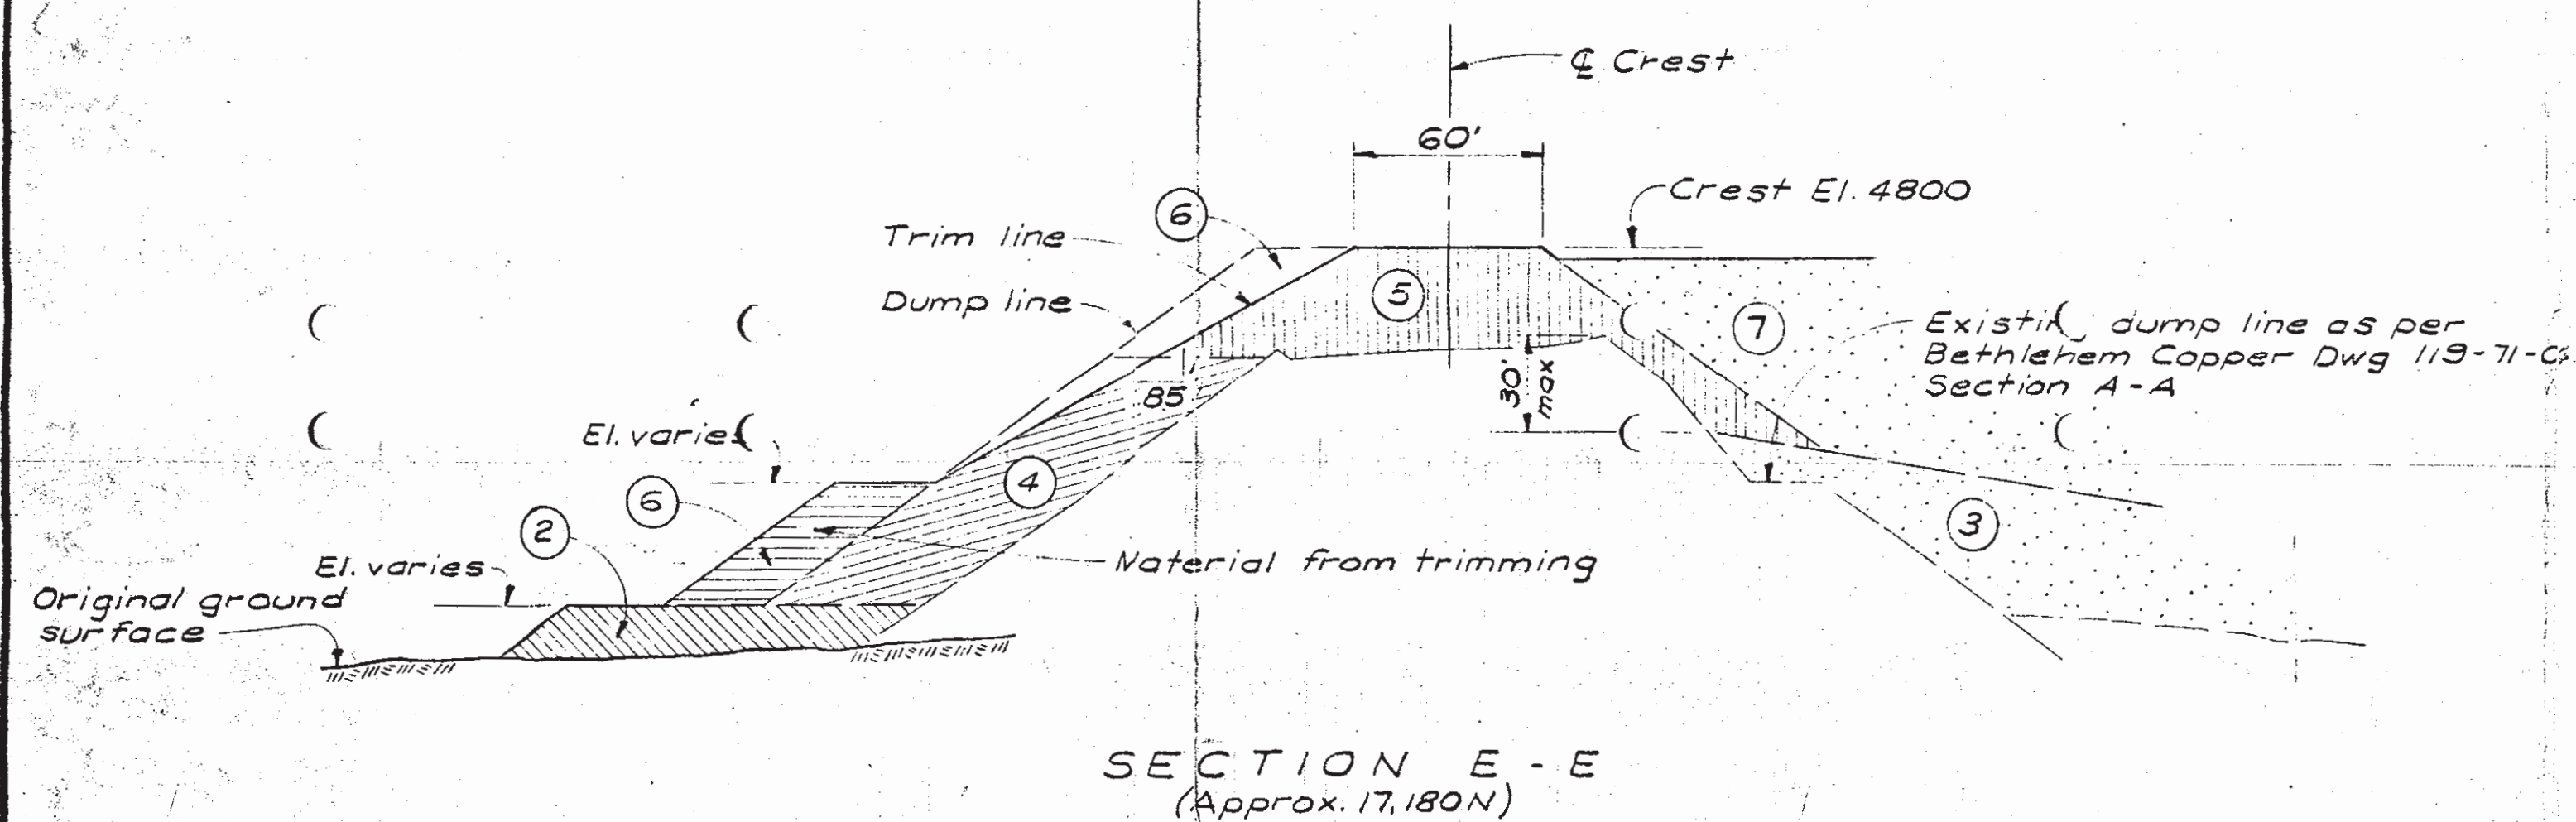 ℄ Crest
60'
Crest El. 4800
6
Trim line
Dump line
5
7
Existin dump line as per
Bethlehem Copper Dwg 119-71-C
Section A-A
85'
30' max
El. varies
4
6
2
3
El. varies
Material from trimming
Original ground
surface
SECTION E-E
(Approx. 17,180N)